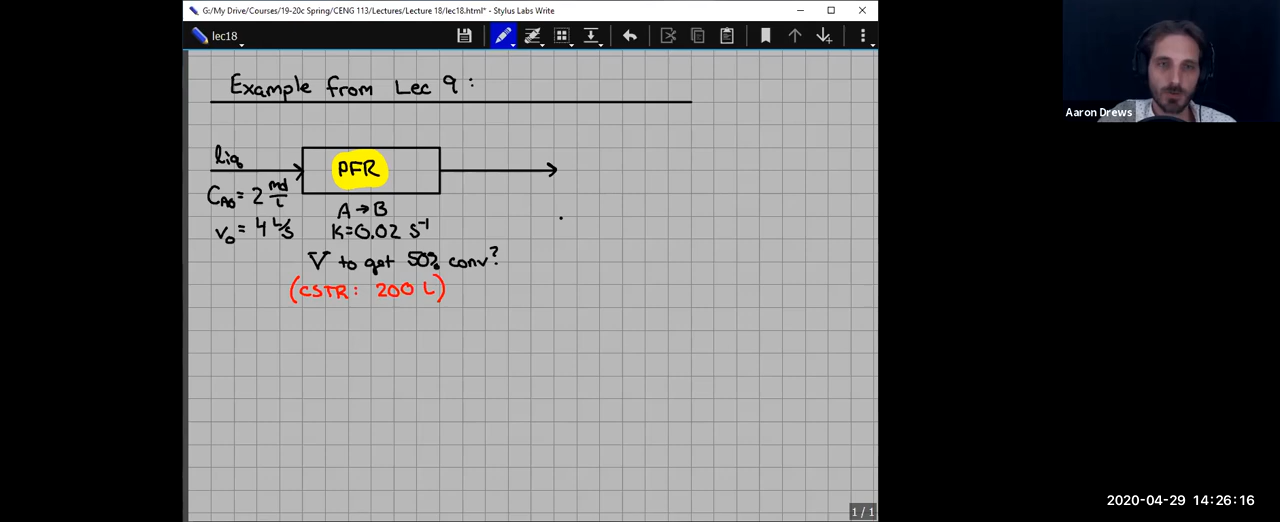 G:/My Drive/Courses/19-20c Spring/CENG 113/Lectures/Lecture 18/lec18.html* - Stylus Labs Write
lec18
Example from Lec 9:
liq
PFR
C_A0 = 2 mol/L
v_0 = 4 L/s
A → B
k = 0.02 s^-1
V to get 50% conv?
(CSTR: 200 L)
Aaron Drews
1 / 1
2020-04-29 14:26:16